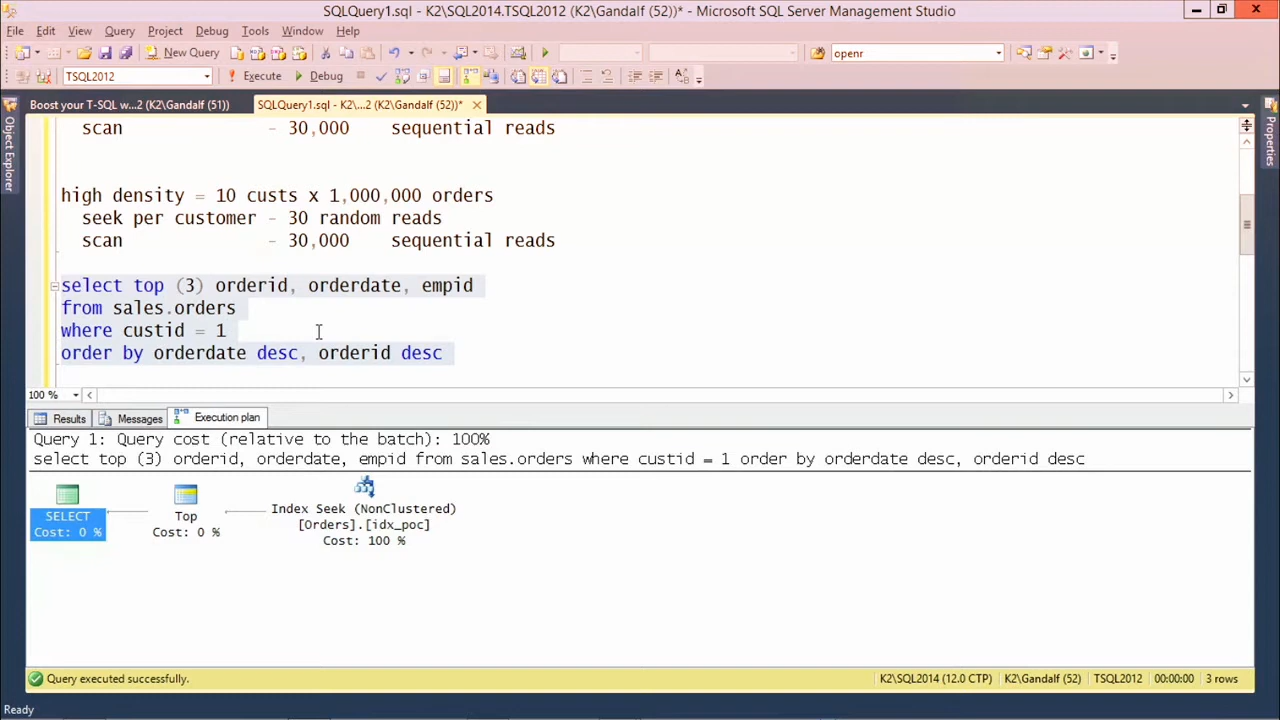 SQLQuery1.sql - K2\SQL2014.TSQL2012 (K2\Gandalf (52))* - Microsoft SQL Server Management Studio
File Edit View Query Project Debug Tools Window Help
New Query openr
TSQL2012 Execute Debug
Boost your T-SQL w...2 (K2\Gandalf (51)) SQLQuery1.sql - K2\...2 (K2\Gandalf (52))*
Object Explorer
Properties
scan - 30,000 sequential reads
high density = 10 custs x 1,000,000 orders
seek per customer - 30 random reads
scan - 30,000 sequential reads
select top (3) orderid, orderdate, empid
from sales.orders
where custid = 1
order by orderdate desc, orderid desc
100 %
Results Messages Execution plan
Query 1: Query cost (relative to the batch): 100%
select top (3) orderid, orderdate, empid from sales.orders where custid = 1 order by orderdate desc, orderid desc
SELECT
Cost: 0 %
Top
Cost: 0 %
Index Seek (NonClustered)
[Orders].[idx_poc]
Cost: 100 %
Query executed successfully. K2\SQL2014 (12.0 CTP) K2\Gandalf (52) TSQL2012 00:00:00 3 rows
Ready